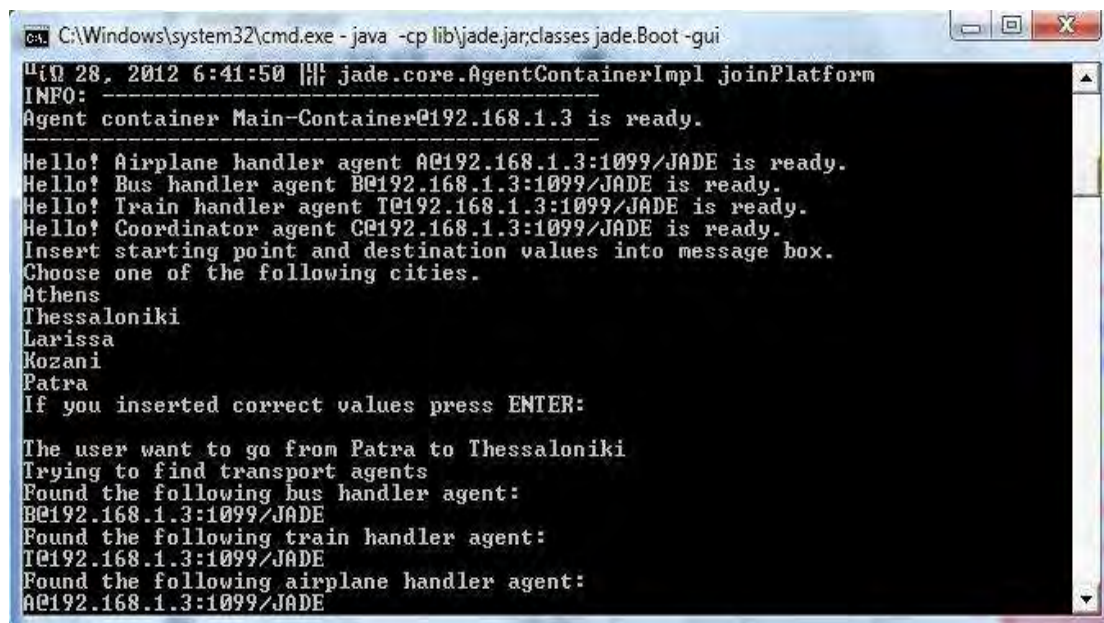 C:\Windows\system32\cmd.exe - java -cp lib\jade.jar;classes jade.Boot -gui
28, 2012 6:41:50 jade.core.AgentContainerImpl joinPlatform
INFO: ----------------------------------------
Agent container Main-Container@192.168.1.3 is ready.
--------------------------------------------
Hello! Airplane handler agent A@192.168.1.3:1099/JADE is ready.
Hello! Bus handler agent B@192.168.1.3:1099/JADE is ready.
Hello! Train handler agent T@192.168.1.3:1099/JADE is ready.
Hello! Coordinator agent C@192.168.1.3:1099/JADE is ready.
Insert starting point and destination values into message box.
Choose one of the following cities.
Athens
Thessaloniki
Larissa
Kozani
Patra
If you inserted correct values press ENTER:
The user want to go from Patra to Thessaloniki
Trying to find transport agents
Found the following bus handler agent:
B@192.168.1.3:1099/JADE
Found the following train handler agent:
T@192.168.1.3:1099/JADE
Found the following airplane handler agent:
A@192.168.1.3:1099/JADE